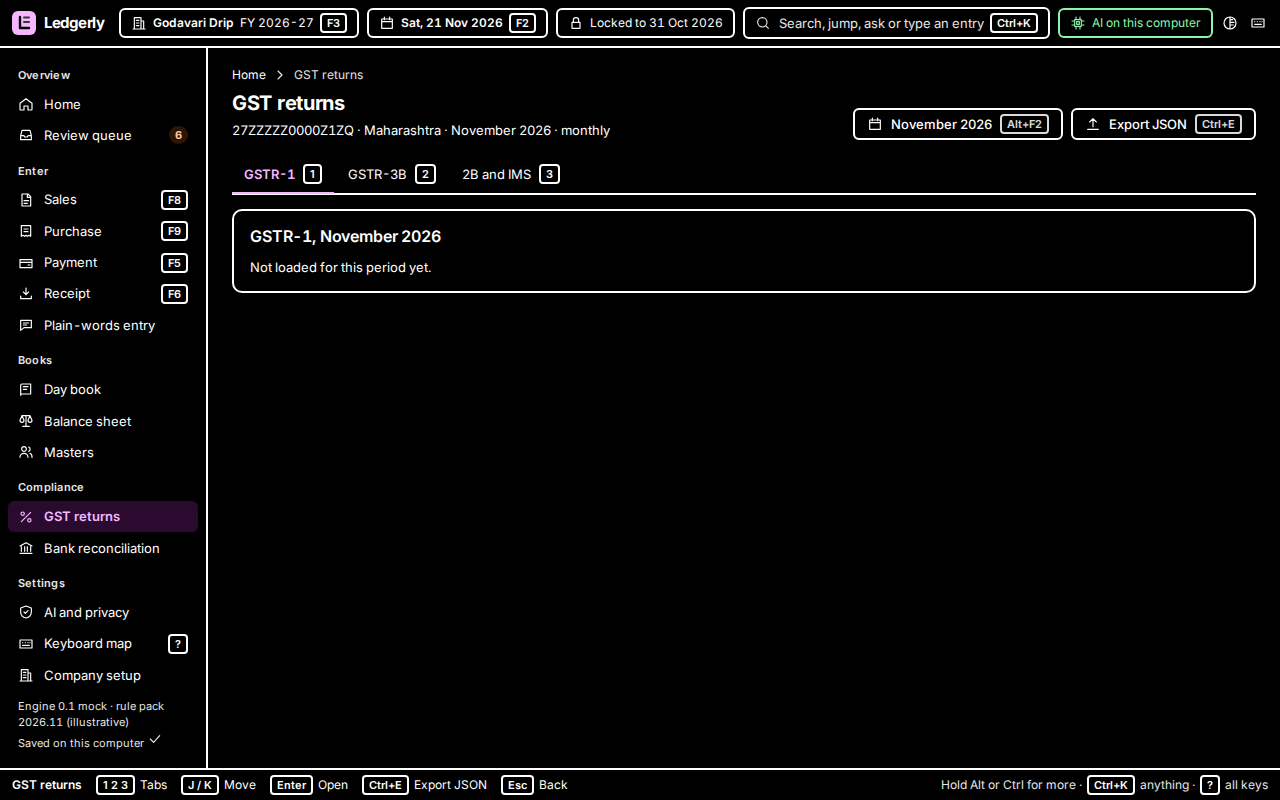 Ledgerly
Godavari Drip FY 2026-27 F3
Sat, 21 Nov 2026 F2
Locked to 31 Oct 2026
Search, jump, ask or type an entry Ctrl+K
AI on this computer
Overview
Home
Review queue 6
Enter
Sales F8
Purchase F9
Payment F5
Receipt F6
Plain-words entry
Books
Day book
Balance sheet
Masters
Compliance
GST returns
Bank reconciliation
Settings
AI and privacy
Keyboard map ?
Company setup
Engine 0.1 mock · rule pack
2026.11 (illustrative)
Saved on this computer
Home > GST returns
GST returns
27ZZZZZ0000Z1ZQ · Maharashtra · November 2026 · monthly
November 2026 Alt+F2
Export JSON Ctrl+E
GSTR-1 1 GSTR-3B 2 2B and IMS 3
GSTR-1, November 2026
Not loaded for this period yet.
GST returns 1 2 3 Tabs J / K Move Enter Open Ctrl+E Export JSON Esc Back
Hold Alt or Ctrl for more · Ctrl+K anything · ? all keys